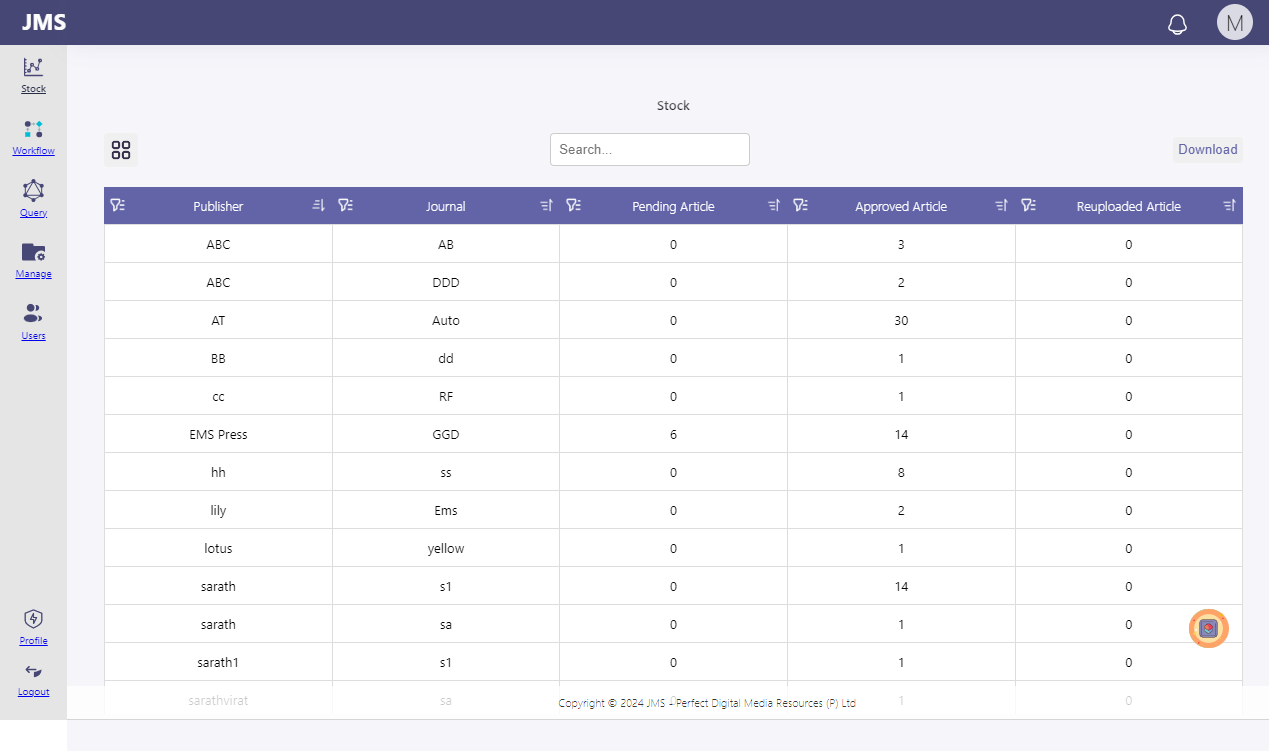 JMS
M
Stock
Workflow
Query
Manage
Users
Profile
Logout
Stock
Search...
Download
Publisher Journal Pending Article Approved Article Reuploaded Article
ABC AB 0 3 0
ABC DDD 0 2 0
AT Auto 0 30 0
BB dd 0 1 0
cc RF 0 1 0
EMS Press GGD 6 14 0
hh ss 0 8 0
lily Ems 0 2 0
lotus yellow 0 1 0
sarath s1 0 14 0
sarath sa 0 1 0
sarath1 s1 0 1 0
sarathvirat sa 0 1 0
Copyright © 2024 JMS - Perfect Digital Media Resources (P) Ltd